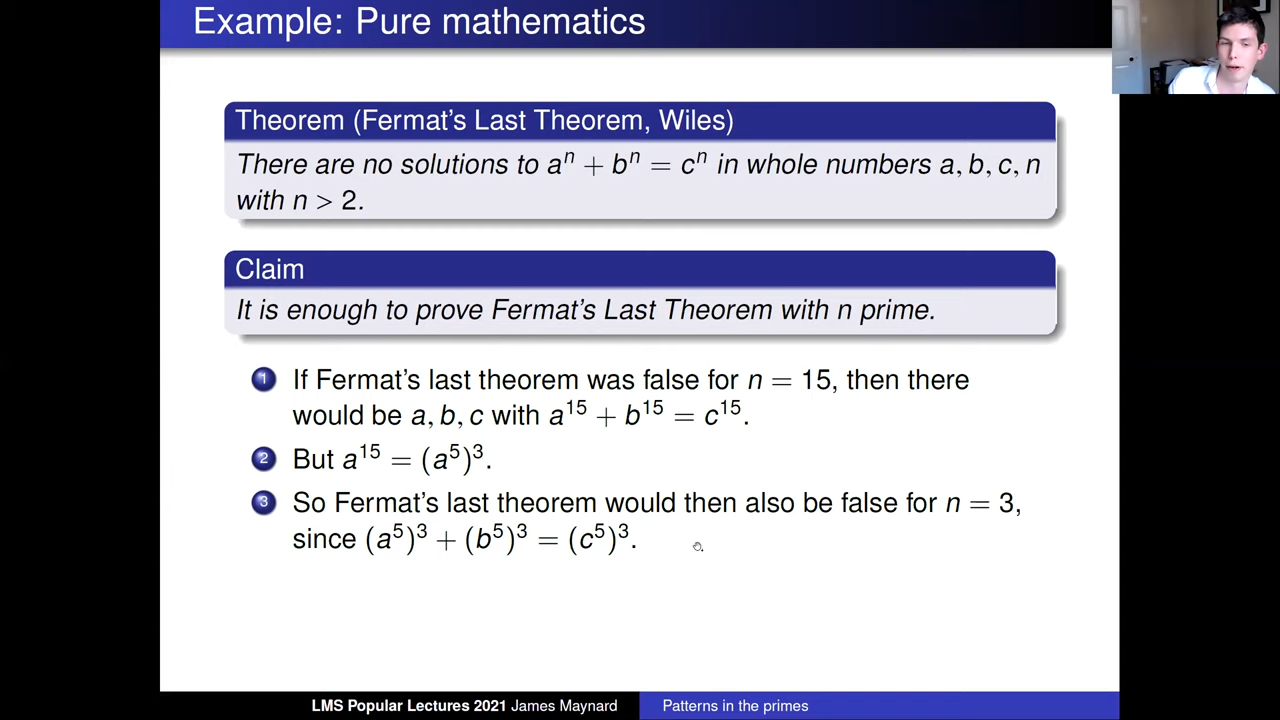 Example: Pure mathematics
Theorem (Fermat's Last Theorem, Wiles)
There are no solutions to aⁿ + bⁿ = cⁿ in whole numbers a, b, c, n
with n > 2.
Claim
It is enough to prove Fermat's Last Theorem with n prime.
1 If Fermat's last theorem was false for n = 15, then there
would be a, b, c with a¹⁵ + b¹⁵ = c¹⁵.
2 But a¹⁵ = (a⁵)³.
3 So Fermat's last theorem would then also be false for n = 3,
since (a⁵)³ + (b⁵)³ = (c⁵)³.
LMS Popular Lectures 2021 James Maynard
Patterns in the primes